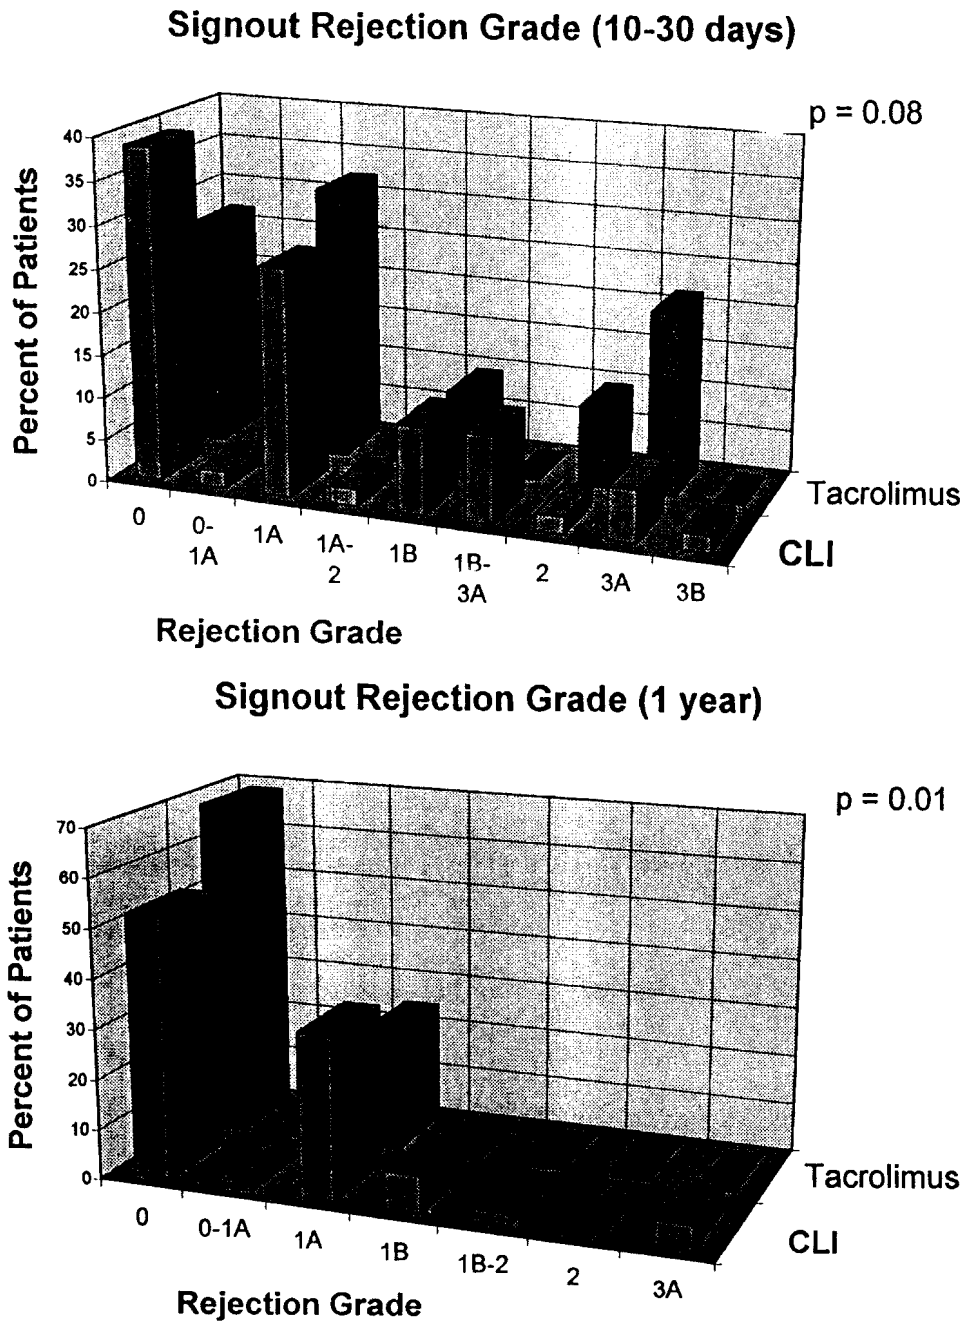 Signout Rejection Grade (10-30 days)
p = 0.08
Percent of Patients
40
35
30
25
20
15
10
5
0
0
0-
1A
1A
1A-
2
1B
1B-
3A
2
3A
3B
Tacrolimus
CLI
Rejection Grade
Signout Rejection Grade (1 year)
p = 0.01
Percent of Patients
70
60
50
40
30
20
10
0
0
0-1A
1A
1B
1B-2
2
3A
Tacrolimus
CLI
Rejection Grade